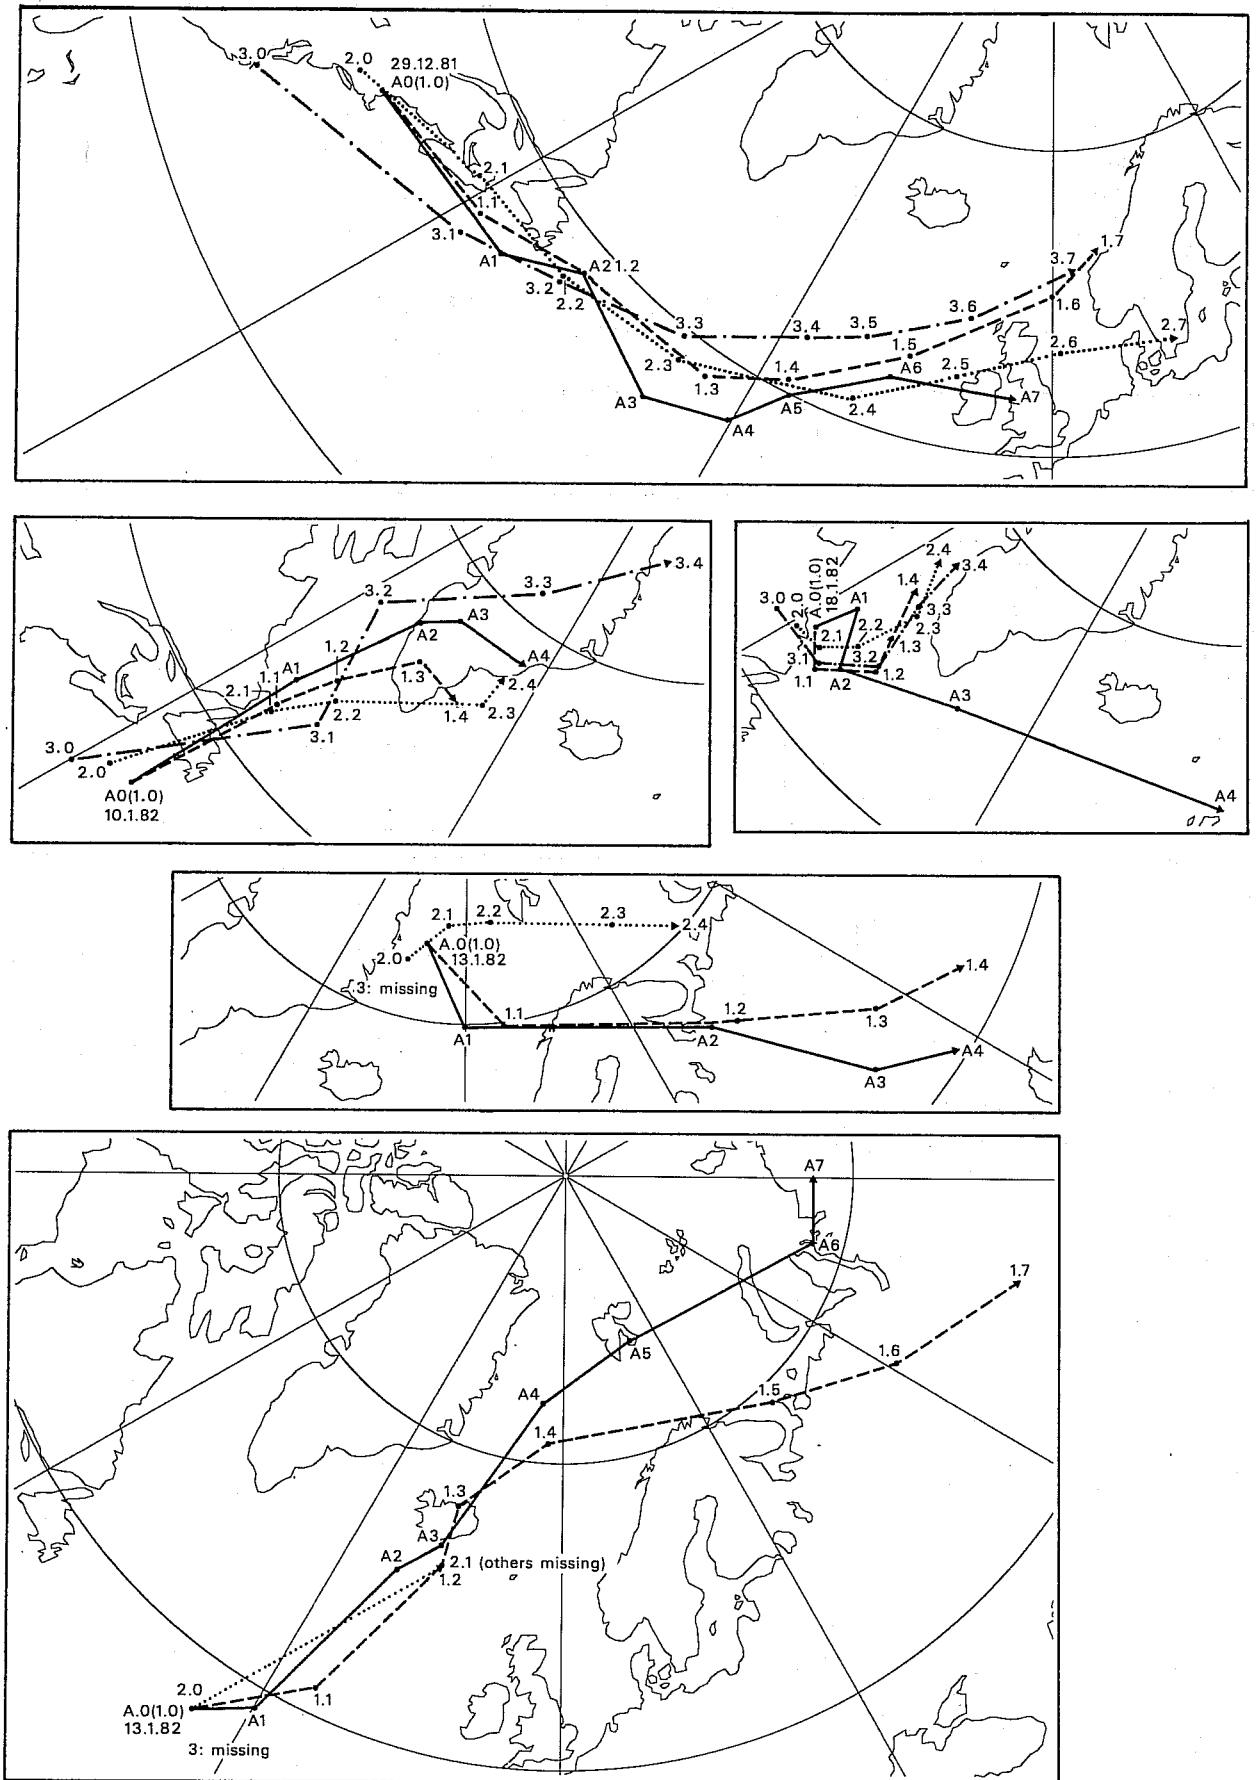 3.0
2.0
29.12.81
A0(1.0)
2.1
1.1
3.1
A1
A2 1.2
3.2
2.2
3.7
1.7
3.3
3.4
3.5
3.6
1.6
2.3
1.3
1.4
1.5
2.6
2.7
A6
2.5
A3
A5
2.4
A7
A4
3.2
3.3
3.4
A2
A3
1.2
A1
1.1
2.1
1.3
A4
2.4
2.2
1.4
2.3
3.1
3.0
2.0
A0(1.0)
10.1.82
2.4
3.4
1.4
A.0(1.0)
18.1.82
3.0
2.0
A1
2.1
2.2
3.3
2.3
1.3
3.1
3.2
1.1
A2
1.2
A3
A4
2.1
2.2
2.3
2.4
A.0(1.0)
13.1.82
2.0
3: missing
1.4
1.1
1.2
1.3
A1
A2
A4
A3
A7
A6
1.7
A5
1.6
A4
1.5
1.4
1.3
A3
A2
2.1 (others missing)
1.2
2.0
1.1
A.0(1.0)
13.1.82
A1
3: missing